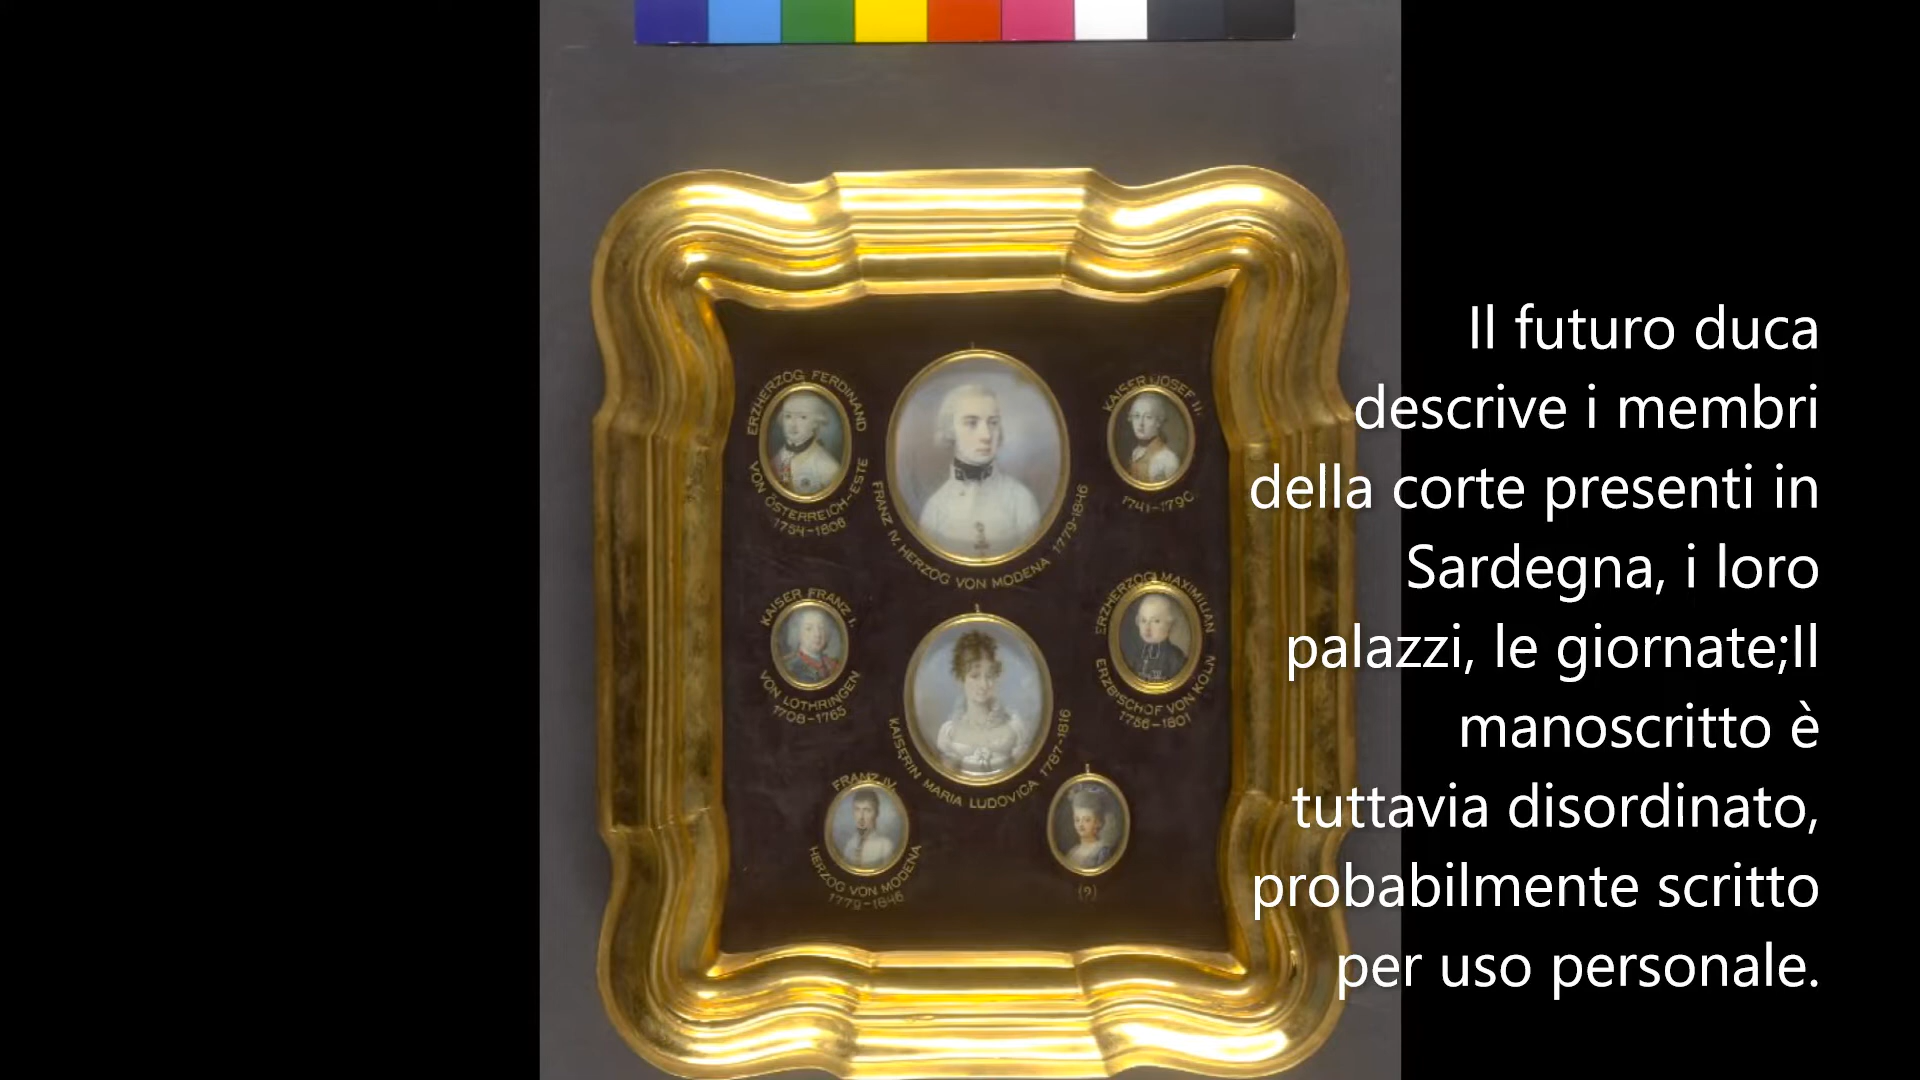 ERZHERZOG FERDINAND
VON ÖSTERREICH-ESTE
1754-1806
FRANZ IV. HERZOG VON MODENA 1779-1846
KAISER JOSEF II.
1741-1790
KAISER FRANZ I.
VON LOTHRINGEN
1708-1765
KAISERIN MARIA LUDOVICA 1787-1816
ERZHERZOG MAXIMILIAN
ERZBISCHOF VON KÖLN
1756-1801
FRANZ IV.
HERZOG VON MODENA
1779-1846
(?)
Il futuro duca
descrive i membri
della corte presenti in
Sardegna, i loro
palazzi, le giornate;Il
manoscritto è
tuttavia disordinato,
probabilmente scritto
per uso personale.